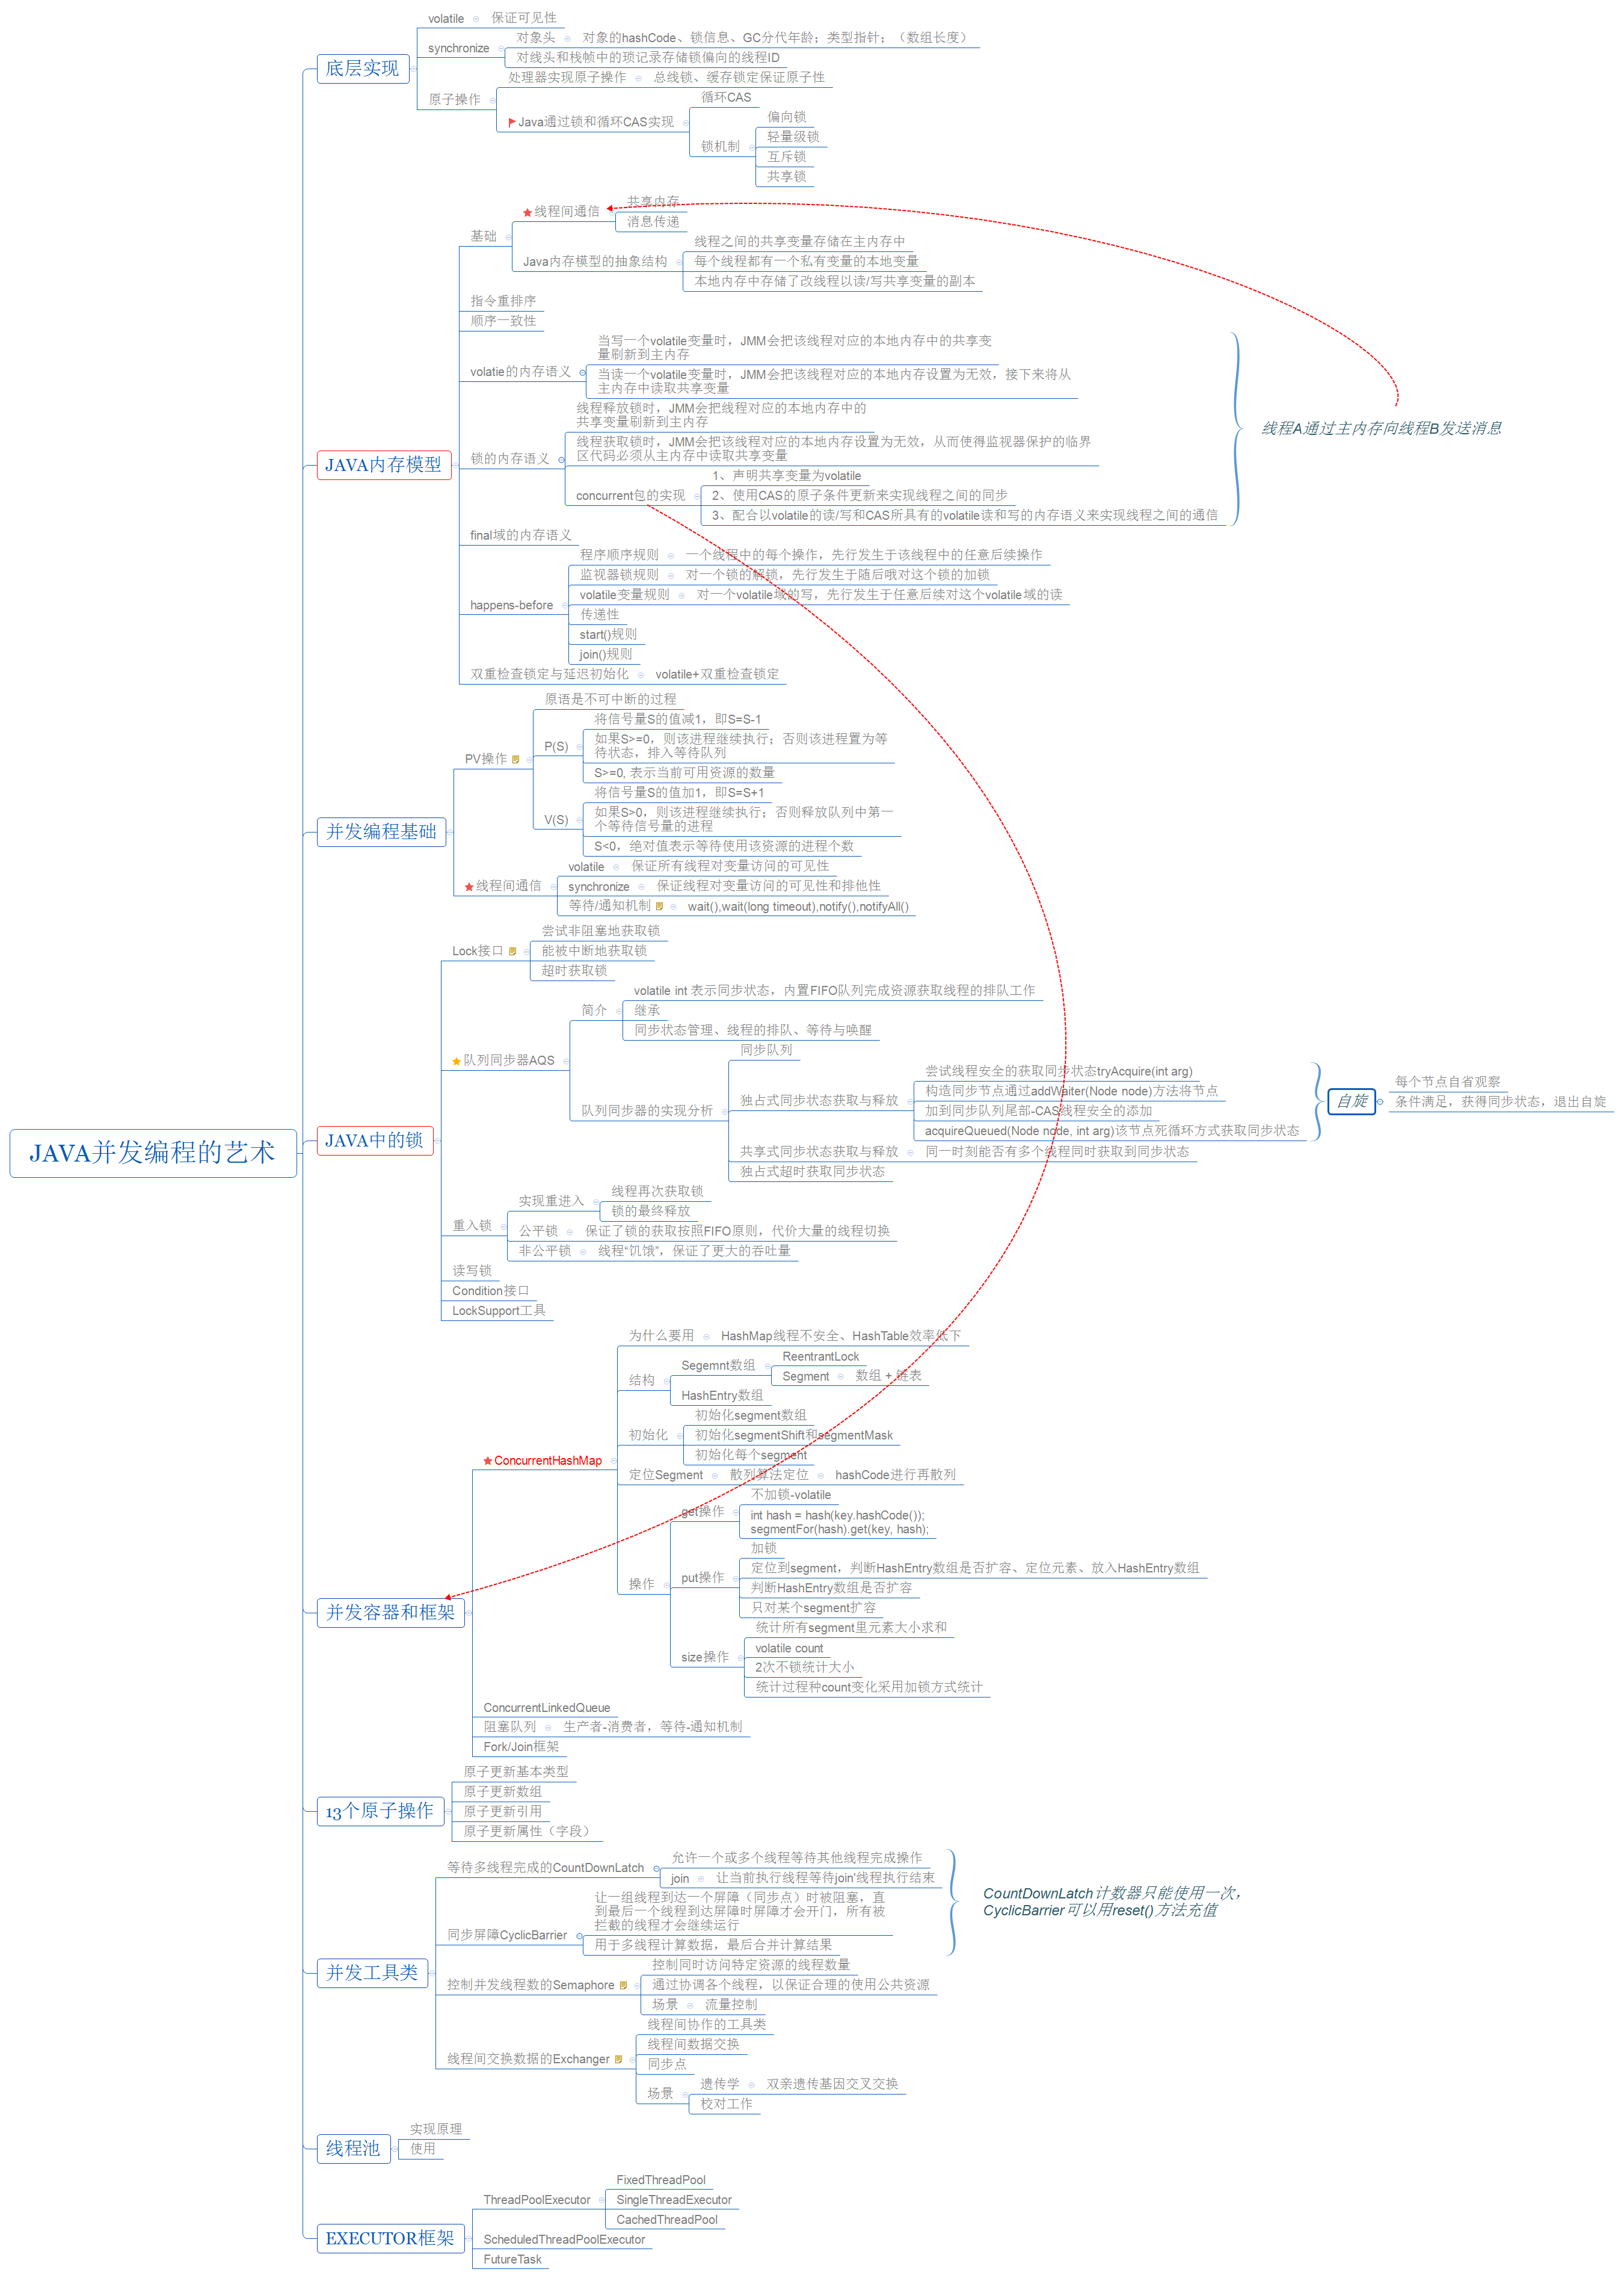 JAVA并发编程的艺术
底层实现
volatile
保证可见性
synchronize
对象头
对象的hashCode、锁信息、GC分代年龄；类型指针；（数组长度）
对线头和栈帧中的琐记录存储锁偏向的线程ID
原子操作
处理器实现原子操作
总线锁、缓存锁定保证原子性
Java通过锁和循环CAS实现
循环CAS
锁机制
偏向锁
轻量级锁
互斥锁
共享锁
JAVA内存模型
基础
线程间通信
共享内存
消息传递
Java内存模型的抽象结构
线程之间的共享变量存储在主内存中
每个线程都有一个私有变量的本地变量
本地内存中存储了改线程以读/写共享变量的副本
指令重排序
顺序一致性
volatie的内存语义
当写一个volatile变量时，JMM会把该线程对应的本地内存中的共享变
量刷新到主内存
当读一个volatile变量时，JMM会把该线程对应的本地内存设置为无效，接下来将从
主内存中读取共享变量
锁的内存语义
线程释放锁时，JMM会把线程对应的本地内存中的
共享变量刷新到主内存
线程获取锁时，JMM会把该线程对应的本地内存设置为无效，从而使得监视器保护的临界
区代码必须从主内存中读取共享变量
concurrent包的实现
1、声明共享变量为volatile
2、使用CAS的原子条件更新来实现线程之间的同步
3、配合以volatile的读/写和CAS所具有的volatile读和写的内存语义来实现线程之间的通信
线程A通过主内存向线程B发送消息
final域的内存语义
happens-before
程序顺序规则
一个线程中的每个操作，先行发生于该线程中的任意后续操作
监视器锁规则
对一个锁的解锁，先行发生于随后哦对这个锁的加锁
volatile变量规则
对一个volatile域的写，先行发生于任意后续对这个volatile域的读
传递性
start()规则
join()规则
双重检查锁定与延迟初始化
volatile+双重检查锁定
并发编程基础
PV操作
原语是不可中断的过程
P(S)
将信号量S的值减1，即S=S-1
如果S>=0，则该进程继续执行；否则该进程置为等
待状态，排入等待队列
S>=0, 表示当前可用资源的数量
V(S)
将信号量S的值加1，即S=S+1
如果S>0，则该进程继续执行；否则释放队列中第一
个等待信号量的进程
S<0，绝对值表示等待使用该资源的进程个数
线程间通信
volatile
保证所有线程对变量访问的可见性
synchronize
保证线程对变量访问的可见性和排他性
等待/通知机制
wait(),wait(long timeout),notify(),notifyAll()
JAVA中的锁
Lock接口
尝试非阻塞地获取锁
能被中断地获取锁
超时获取锁
队列同步器AQS
简介
volatile int 表示同步状态，内置FIFO队列完成资源获取线程的排队工作
继承
同步状态管理、线程的排队、等待与唤醒
队列同步器的实现分析
同步队列
独占式同步状态获取与释放
尝试线程安全的获取同步状态tryAcquire(int arg)
构造同步节点通过addWaiter(Node node)方法将节点
加到同步队列尾部-CAS线程安全的添加
acquireQueued(Node node, int arg)该节点死循环方式获取同步状态
自旋
每个节点自省观察
条件满足，获得同步状态，退出自旋
共享式同步状态获取与释放
同一时刻能否有多个线程同时获取到同步状态
独占式超时获取同步状态
重入锁
实现重进入
线程再次获取锁
锁的最终释放
公平锁
保证了锁的获取按照FIFO原则，代价大量的线程切换
非公平锁
线程“饥饿”，保证了更大的吞吐量
读写锁
Condition接口
LockSupport工具
并发容器和框架
ConcurrentHashMap
为什么要用
HashMap线程不安全、HashTable效率低下
结构
Segemnt数组
ReentrantLock
Segment
数组 + 链表
HashEntry数组
初始化
初始化segment数组
初始化segmentShift和segmentMask
初始化每个segment
定位Segment
散列算法定位
hashCode进行再散列
操作
get操作
不加锁-volatile
int hash = hash(key.hashCode());
segmentFor(hash).get(key, hash);
put操作
加锁
定位到segment，判断HashEntry数组是否扩容、定位元素、放入HashEntry数组
判断HashEntry数组是否扩容
只对某个segment扩容
size操作
统计所有segment里元素大小求和
volatile count
2次不锁统计大小
统计过程种count变化采用加锁方式统计
ConcurrentLinkedQueue
阻塞队列
生产者-消费者，等待-通知机制
Fork/Join框架
13个原子操作
原子更新基本类型
原子更新数组
原子更新引用
原子更新属性（字段）
并发工具类
等待多线程完成的CountDownLatch
允许一个或多个线程等待其他线程完成操作
join
让当前执行线程等待join'线程执行结束
同步屏障CyclicBarrier
让一组线程到达一个屏障（同步点）时被阻塞，直
到最后一个线程到达屏障时屏障才会开门，所有被
拦截的线程才会继续运行
用于多线程计算数据，最后合并计算结果
CountDownLatch计数器只能使用一次，
CyclicBarrier可以用reset()方法充值
控制并发线程数的Semaphore
控制同时访问特定资源的线程数量
通过协调各个线程，以保证合理的使用公共资源
场景
流量控制
线程间交换数据的Exchanger
线程间协作的工具类
线程间数据交换
同步点
场景
遗传学
双亲遗传基因交叉交换
校对工作
线程池
实现原理
使用
EXECUTOR框架
ThreadPoolExecutor
FixedThreadPool
SingleThreadExecutor
CachedThreadPool
ScheduledThreadPoolExecutor
FutureTask